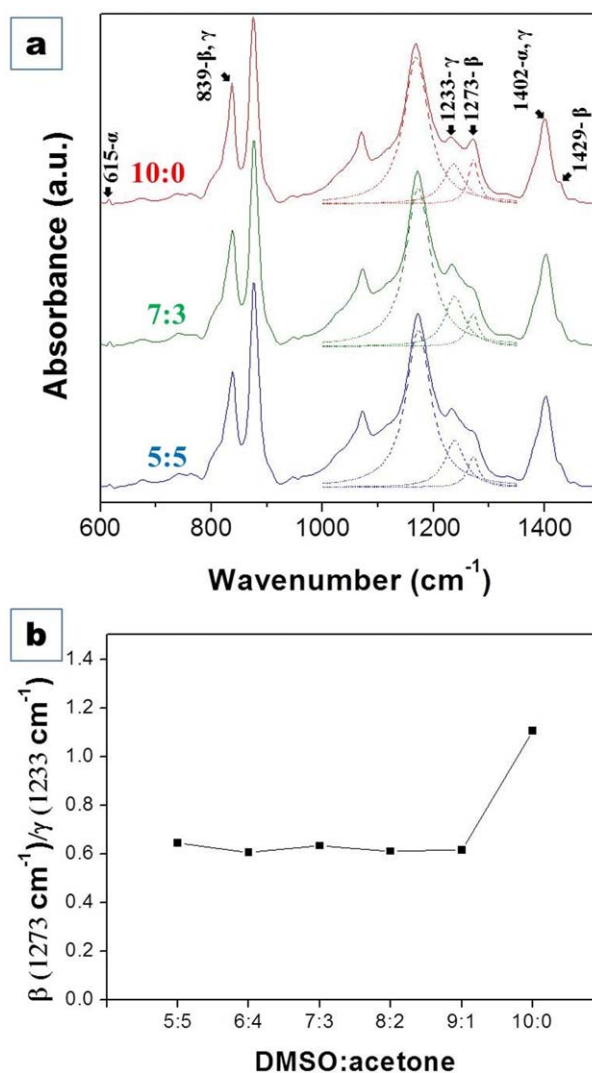 a
615-α
839-β, γ
1233-γ
1273-β
1402-α, γ
1429-β
10:0
7:3
5:5
Absorbance (a.u.)
600 800 1000 1200 1400
Wavenumber (cm-1)
b
1.4
1.2
1.0
0.8
0.6
0.4
0.2
0.0
β (1273 cm-1)/γ (1233 cm-1)
5:5 6:4 7:3 8:2 9:1 10:0
DMSO:acetone